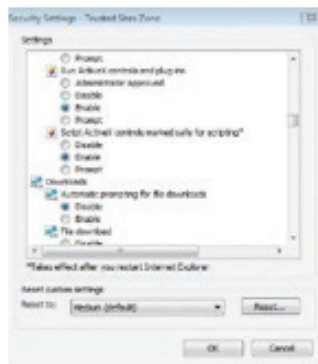 Security Settings - Trusted Sites Zone
Settings
Prompt
Run ActiveX controls and plug-ins
Administrator approved
Disable
Enable
Prompt
Script ActiveX controls marked safe for scripting*
Disable
Enable
Prompt
Downloads
Automatic prompting for file downloads
Disable
Enable
File download
Disable
*Takes effect after you restart Internet Explorer
Reset custom settings
Reset to: Medium (default) Reset...
OK Cancel